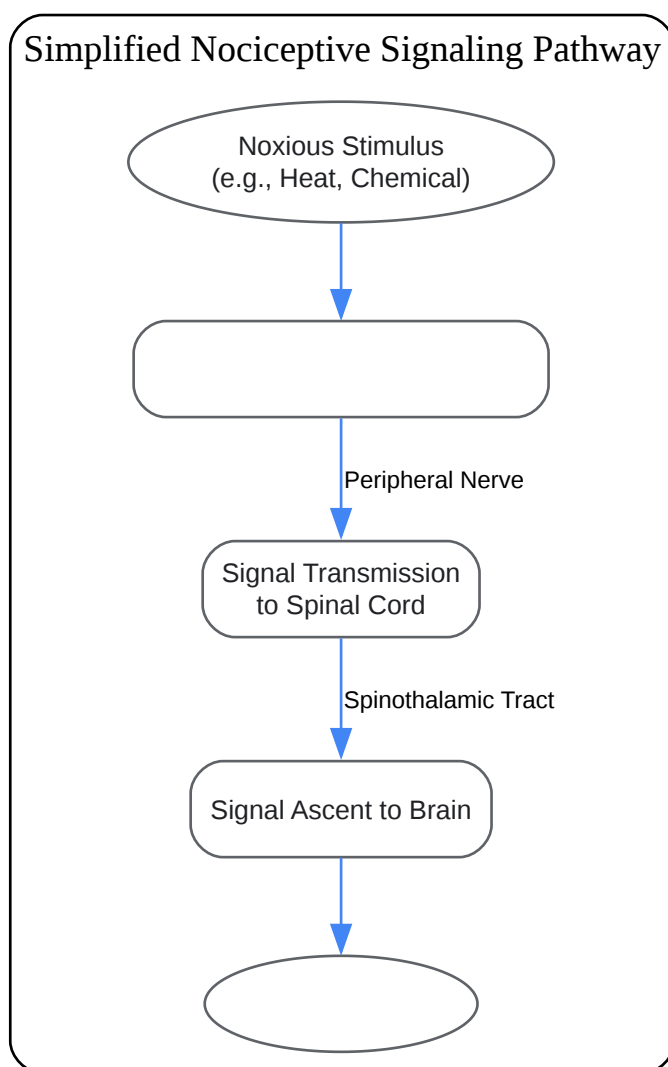 Simplified Nociceptive Signaling Pathway
Noxious Stimulus
(e.g., Heat, Chemical)
Peripheral Nerve
Signal Transmission
to Spinal Cord
Spinothalamic Tract
Signal Ascent to Brain